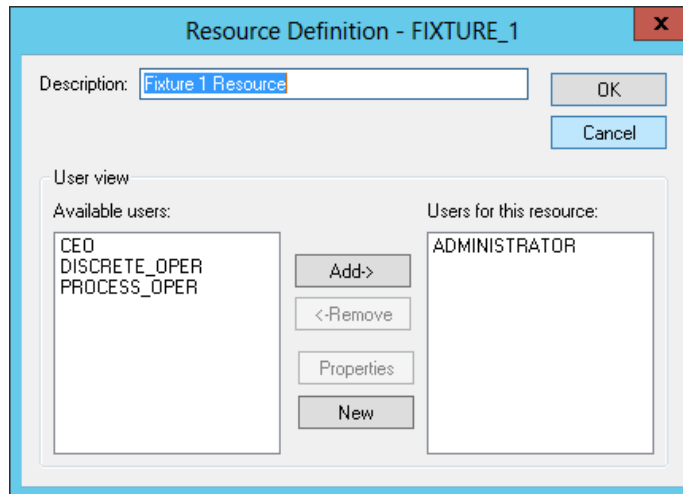 Resource Definition - FIXTURE_1
x
Description: Fixture 1 Resource
OK
Cancel
User view
Available users:
Users for this resource:
CEO
DISCRETE_OPER
PROCESS_OPER
Add->
<-Remove
Properties
New
ADMINISTRATOR